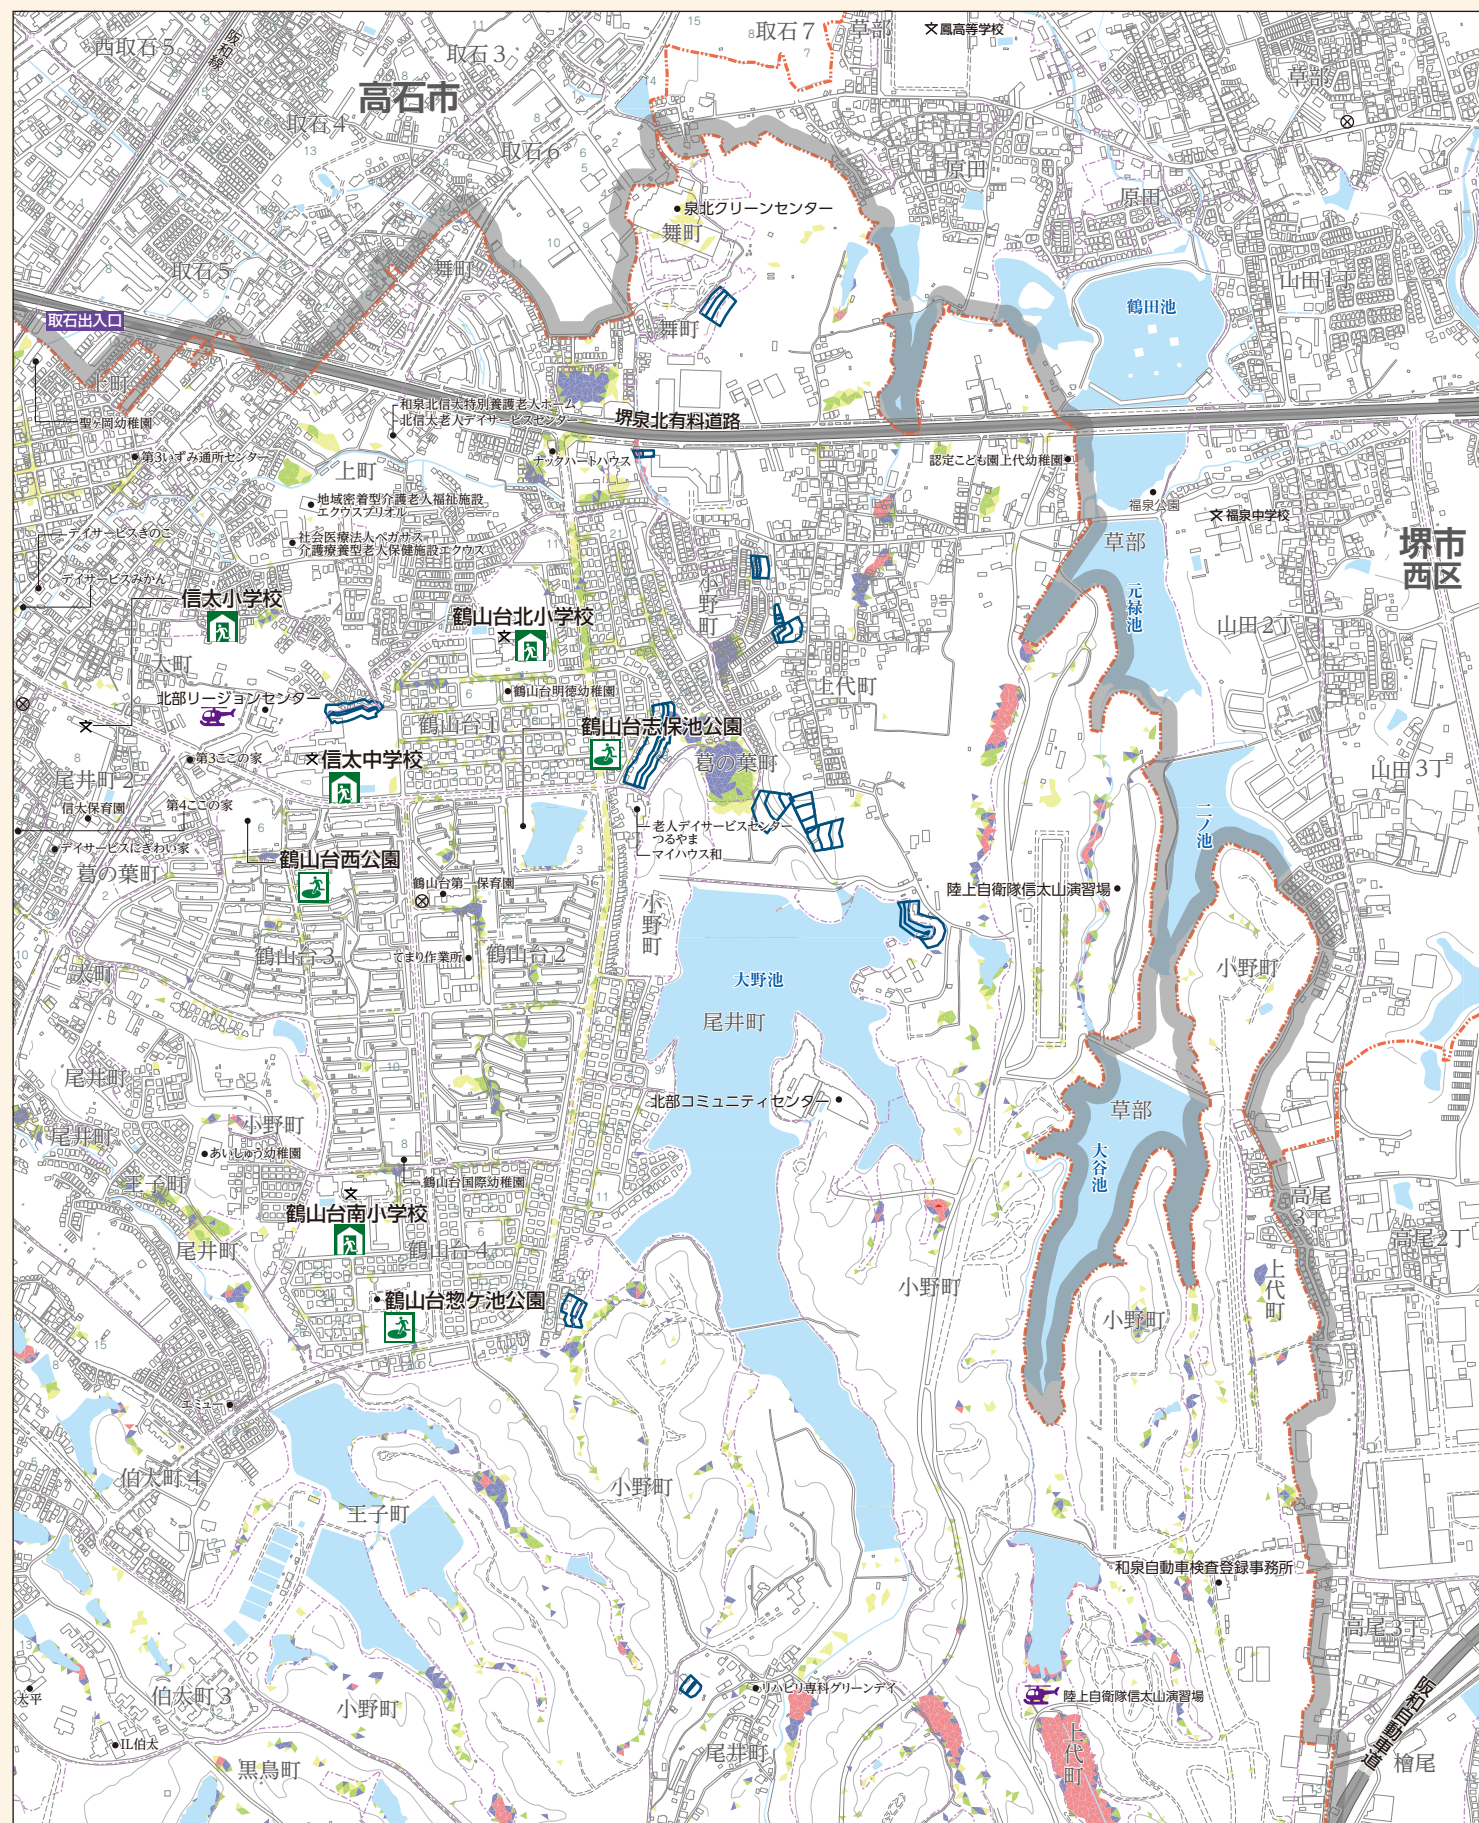 西取石5
阪和線
取石3
取石7
草部
鳳高等学校
高石市
草部
取石4
取石6
原田
原田
泉北クリーンセンター
舞町
取石5
舞町
山田1丁
鶴田池
取石出入口
舞町
上町
和泉北信太特別養護老人ホーム
北信太老人デイサービスセンター
堺泉北有料道路
聖ヶ岡幼稚園
第3いずみ通所センター
ナックハートハウス
認定こども園上代幼稚園
上町
地域密着型介護老人福祉施設
エクウスプリオル
福泉公園
福泉中学校
デイサービスきのこ
社会医療法人ペガサス
介護療養型老人保健施設エクウス
草部
堺市
西区
デイサービスみかん
信太小学校
鶴山台北小学校
小野町
元禄池
山田2丁
太町
北部リージョンセンター
鶴山台明徳幼稚園
上代町
鶴山台1
鶴山台志保池公園
第3ここの家
信太中学校
葛の葉町
尾井町2
山田3丁
信太保育園
第4ここの家
老人デイサービスセンター
つるやま
二ノ池
デイサービスにぎわい家
マイハウス和
鶴山台西公園
葛の葉町
鶴山台第一保育園
陸上自衛隊信太山演習場
小野町
鶴山台3
てまり作業所
鶴山台2
太町
大野池
小野町
尾井町
尾井町
北部コミュニティセンター
草部
小野町
尾井町
あいしゅう幼稚園
大谷池
鶴山台国際幼稚園
王子町
高尾
3丁
鶴山台南小学校
尾井町
鶴山台4
高尾2丁
上代町
小野町
鶴山台惣ケ池公園
小野町
エミュー
伯太町4
小野町
王子町
和泉自動車検査登録事務所
高尾3丁
太平
伯太町3
小野町
リハビリ専科グリーンデイ
陸上自衛隊信太山演習場
IL伯太
黒鳥町
尾井町
上代町
阪和自動車道
檜尾